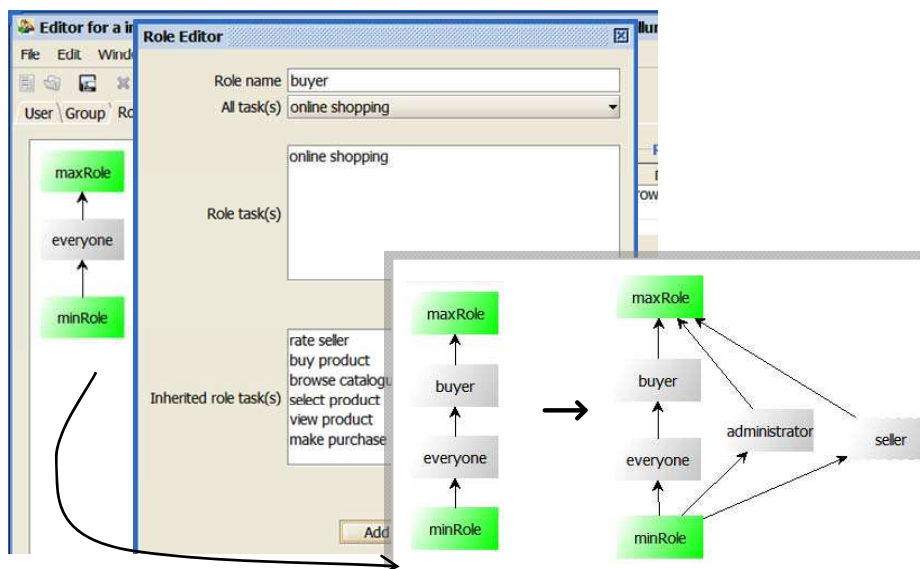 Editor for a in
File Edit Windo
User Group Ro
maxRole
everyone
minRole
Role Editor
Role name buyer
All task(s) online shopping
Role task(s) online shopping
Inherited role task(s)
rate seller
buy product
browse catalogu
select product
view product
make purchase
Add
maxRole
buyer
everyone
minRole
maxRole
buyer
everyone
minRole
administrator
seller